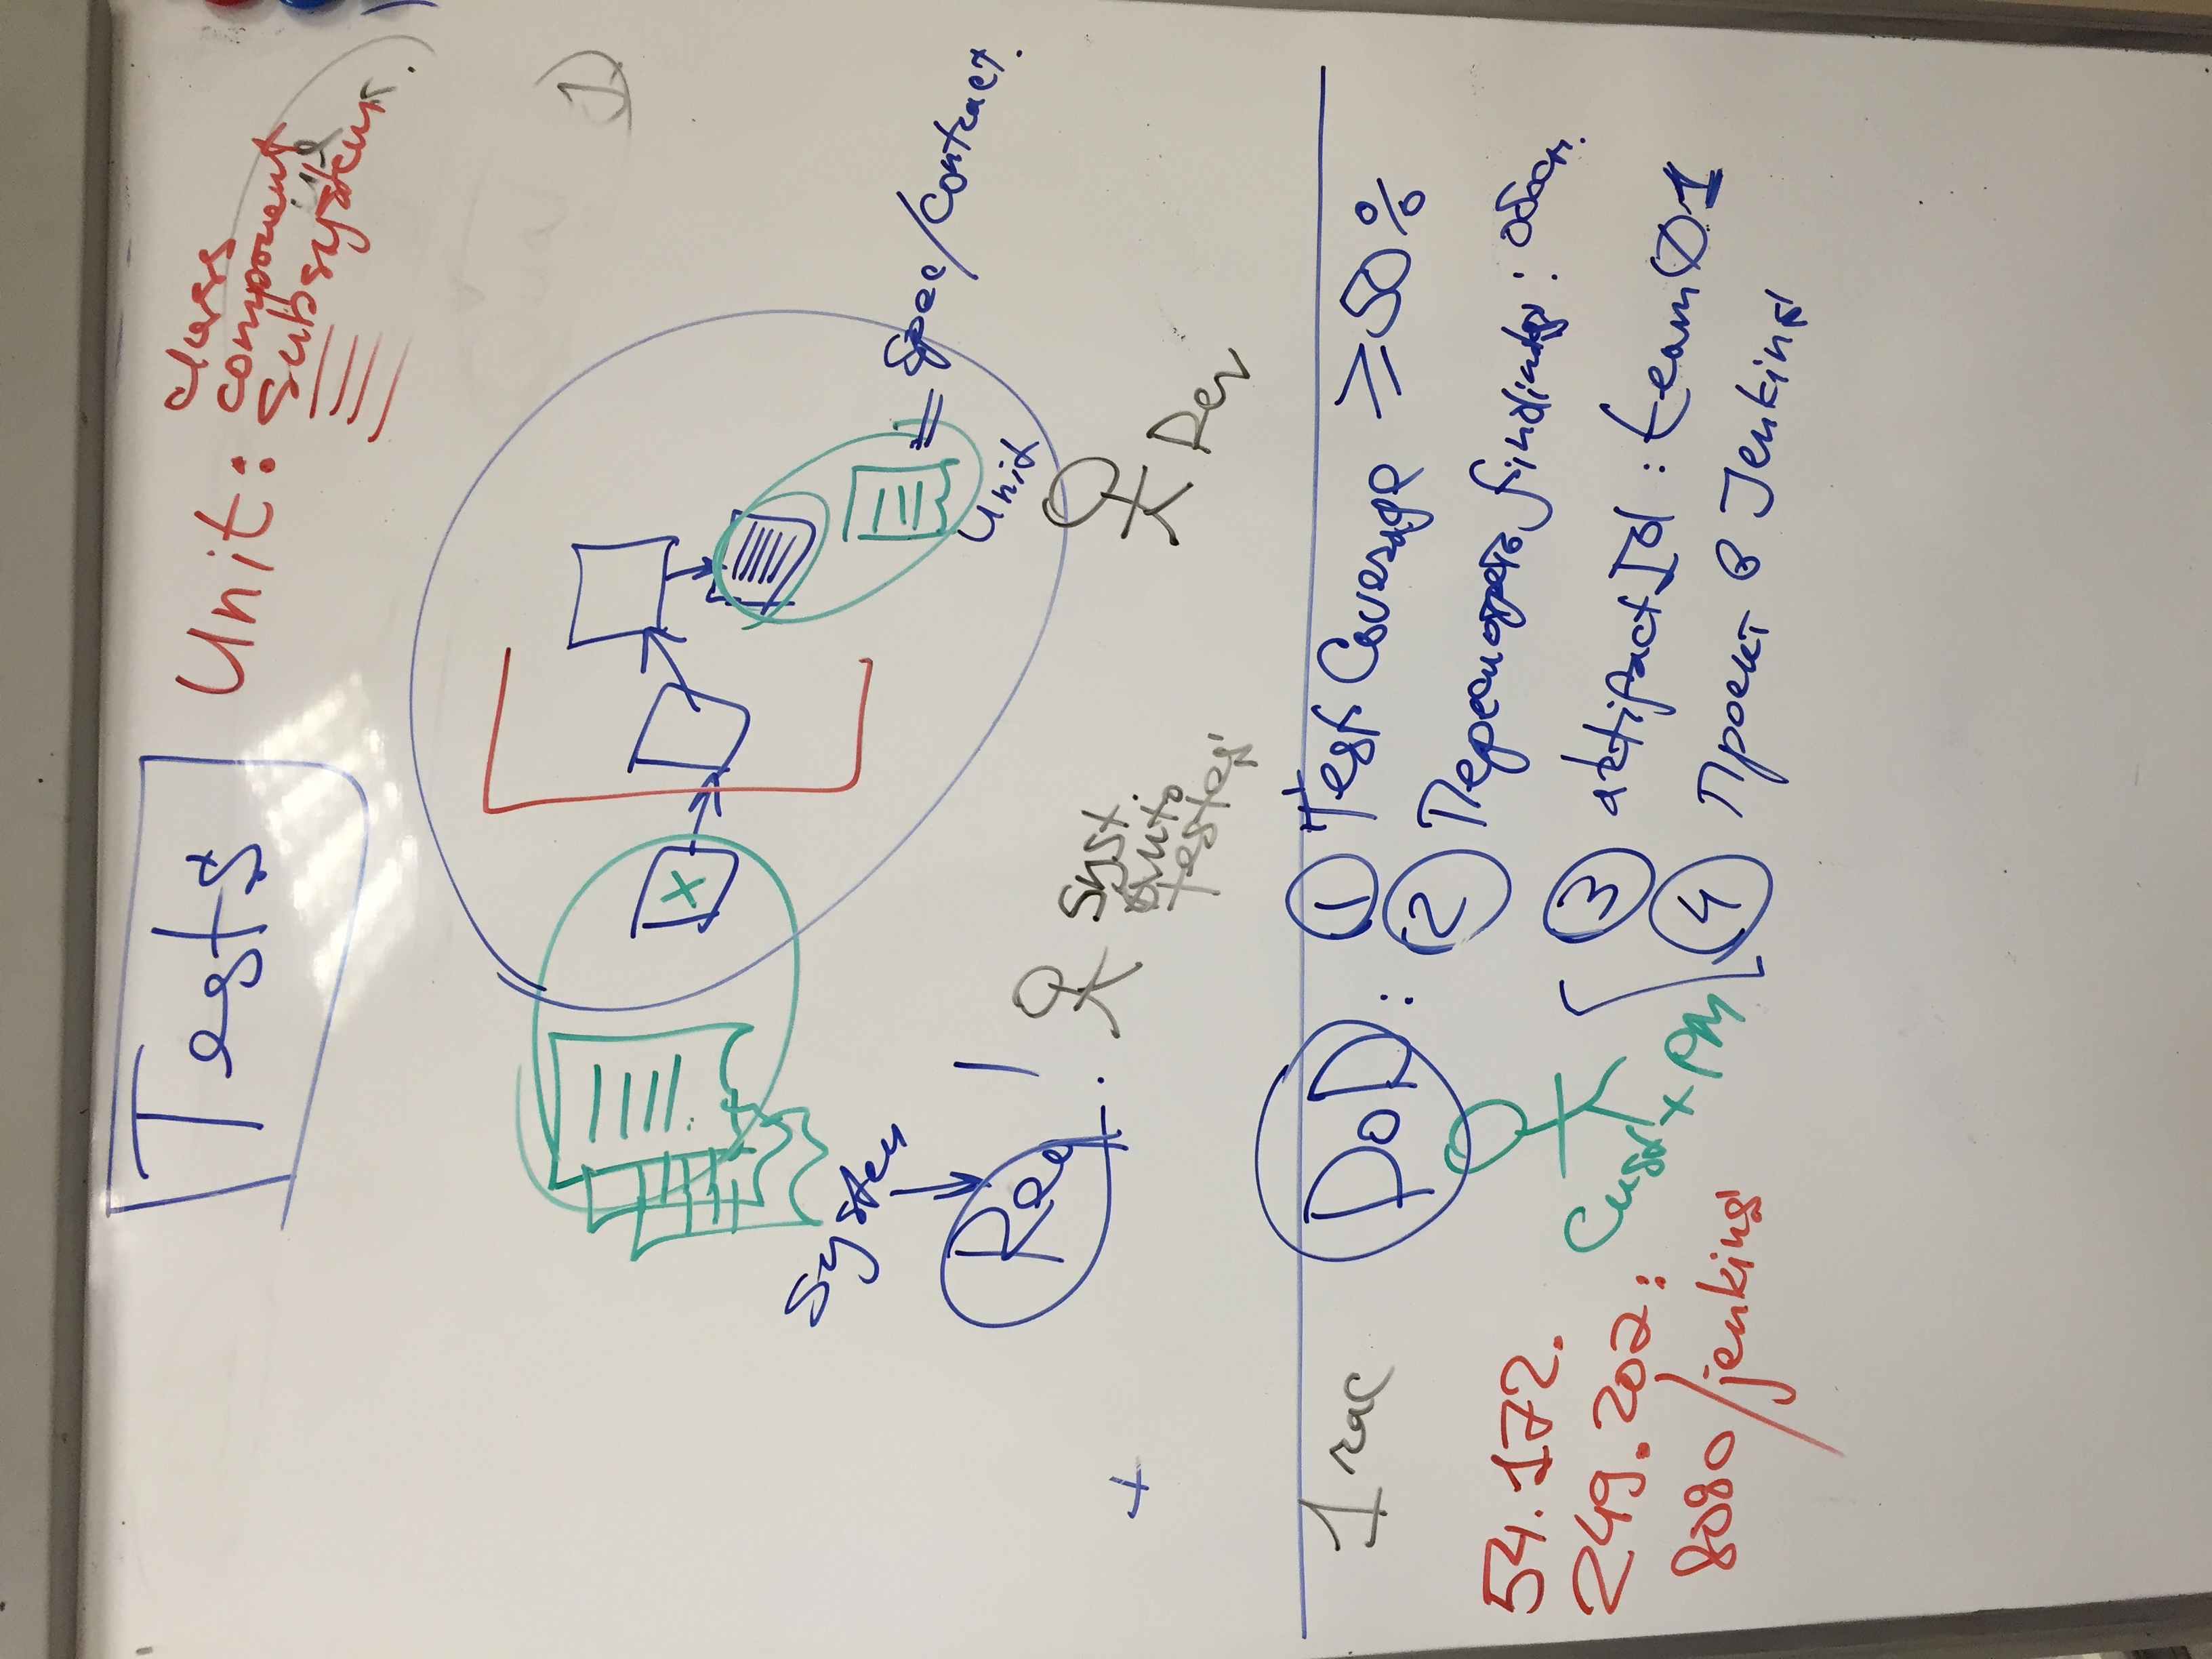 Tests
Unit:
class
component
subsystem
1
System
Req!
= Spec/Contract.
Unit
Syst.
auto
tester
Dev
1 час
DoD:
① Test Coverage ≥ 50%
② Пересмотреть findings:
③ artifactId: team01
④ Проект в Jenkins
54.172.
249.202:
8080/jenkins
Cust + PM